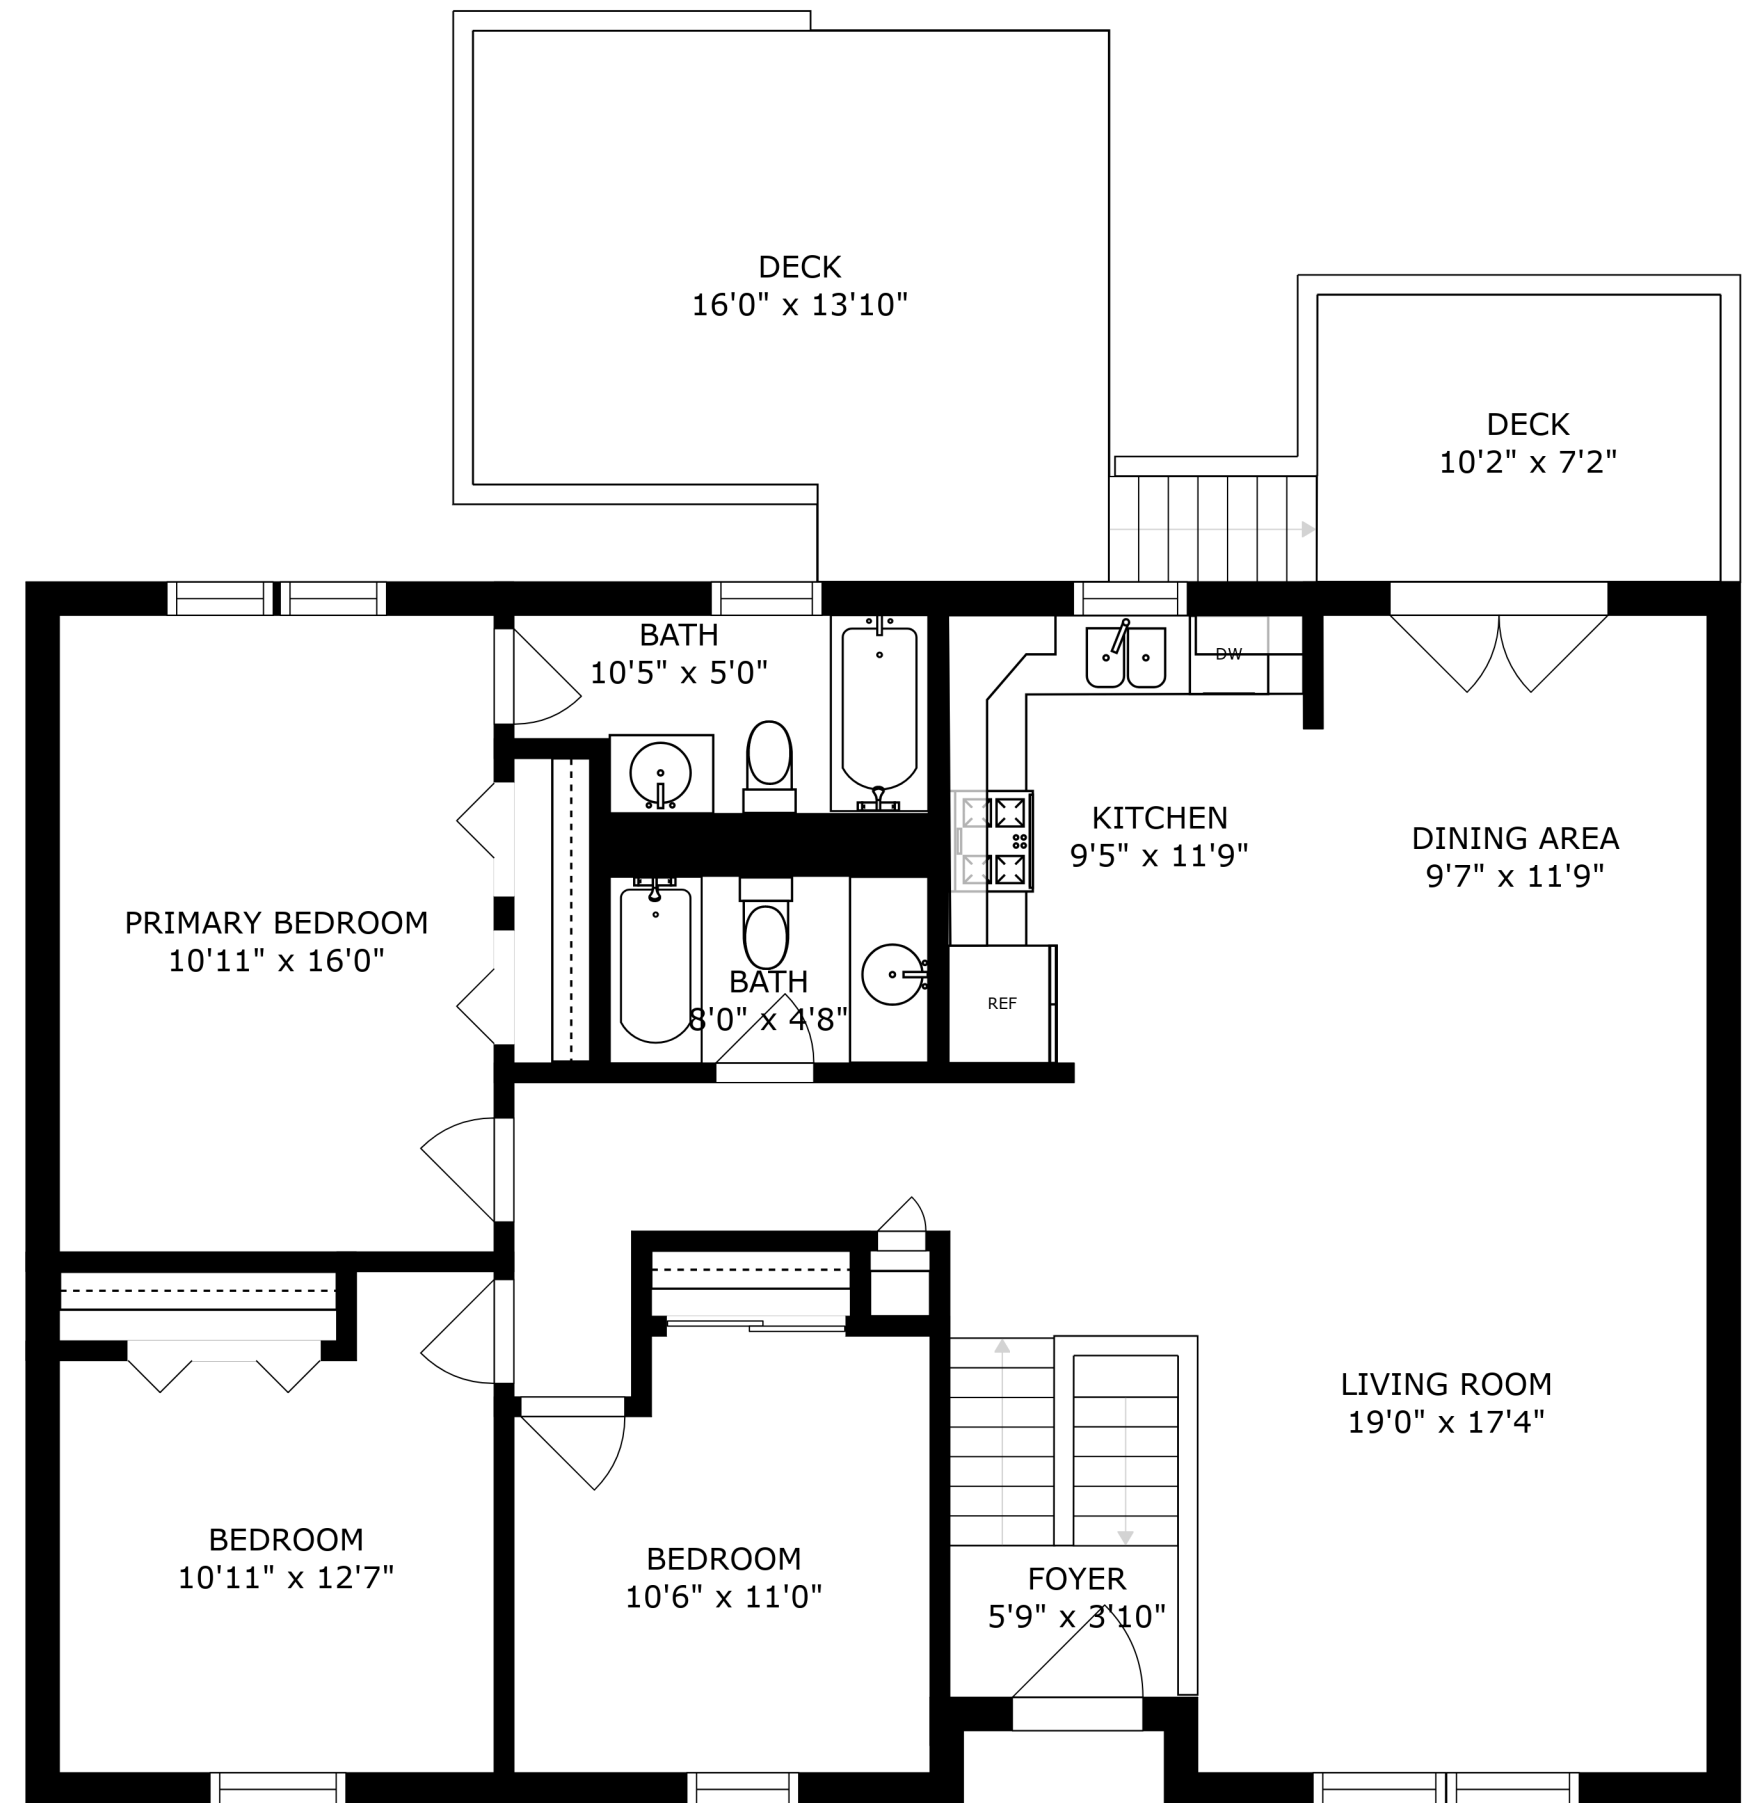 DECK
16'0" x 13'10"
DECK
10'2" x 7'2"
BATH
10'5" x 5'0"
DW
KITCHEN
9'5" x 11'9"
DINING AREA
9'7" x 11'9"
PRIMARY BEDROOM
10'11" x 16'0"
BATH
8'0" x 4'8"
REF
LIVING ROOM
19'0" x 17'4"
BEDROOM
10'11" x 12'7"
BEDROOM
10'6" x 11'0"
FOYER
5'9" x 3'10"